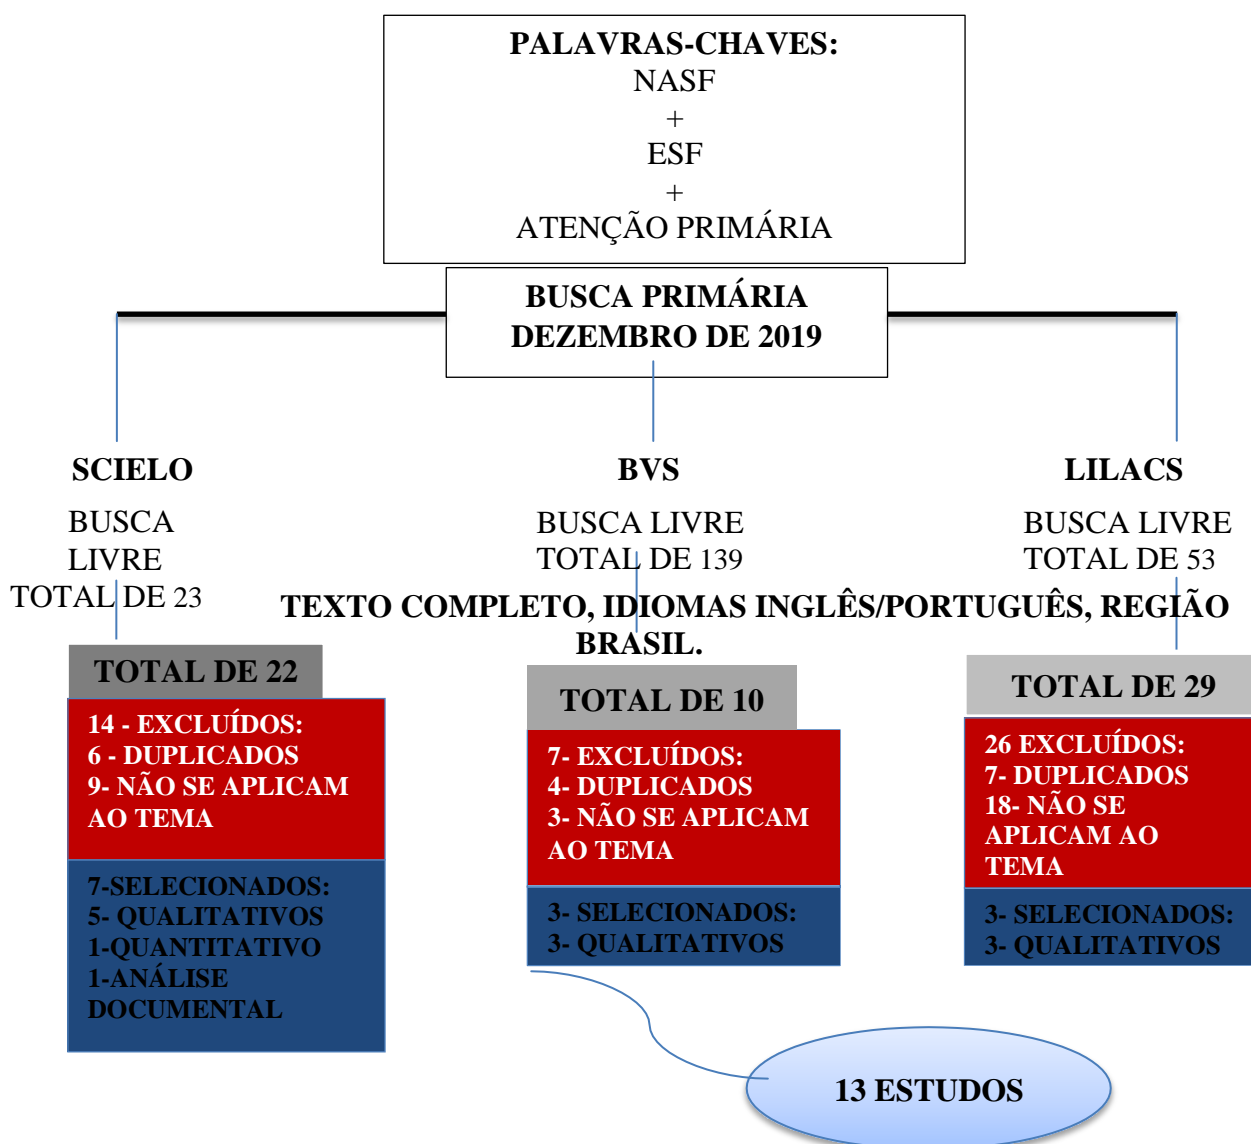 PALAVRAS-CHAVES:
NASF
+
ESF
+
ATENÇÃO PRIMÁRIA
BUSCA PRIMÁRIA
DEZEMBRO DE 2019
SCIELO
BUSCA
LIVRE
TOTAL DE 23
BVS
BUSCA LIVRE
TOTAL DE 139
LILACS
BUSCA LIVRE
TOTAL DE 53
TEXTO COMPLETO, IDIOMAS INGLÊS/PORTUGUÊS, REGIÃO
BRASIL.
TOTAL DE 22
14 - EXCLUÍDOS:
6 - DUPLICADOS
9- NÃO SE APLICAM
AO TEMA
7-SELECIONADOS:
5- QUALITATIVOS
1-QUANTITATIVO
1-ANÁLISE
DOCUMENTAL
TOTAL DE 10
7- EXCLUÍDOS:
4- DUPLICADOS
3- NÃO SE APLICAM
AO TEMA
3- SELECIONADOS:
3- QUALITATIVOS
TOTAL DE 29
26 EXCLUÍDOS:
7- DUPLICADOS
18- NÃO SE
APLICAM AO
TEMA
3- SELECIONADOS:
3- QUALITATIVOS
13 ESTUDOS